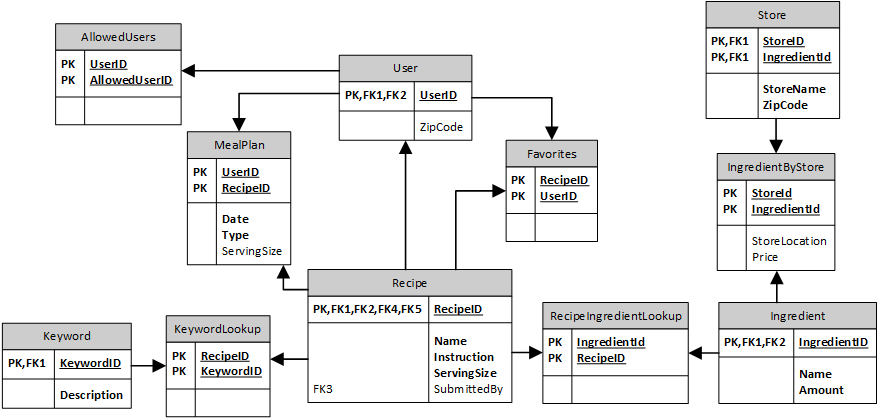 AllowedUsers
PK UserID
PK AllowedUserID
User
PK,FK1,FK2 UserID
ZipCode
Store
PK,FK1 StoreID
PK,FK1 IngredientId
StoreName
ZipCode
MealPlan
PK UserID
PK RecipeID
Date
Type
ServingSize
Favorites
PK RecipeID
PK UserID
IngredientByStore
PK StoreId
PK IngredientId
StoreLocation
Price
Recipe
PK,FK1,FK2,FK4,FK5 RecipeID
Name
Instruction
ServingSize
FK3 SubmittedBy
Keyword
PK,FK1 KeywordID
Description
KeywordLookup
PK RecipeID
PK KeywordID
RecipeIngredientLookup
PK IngredientId
PK RecipeID
Ingredient
PK,FK1,FK2 IngredientID
Name
Amount